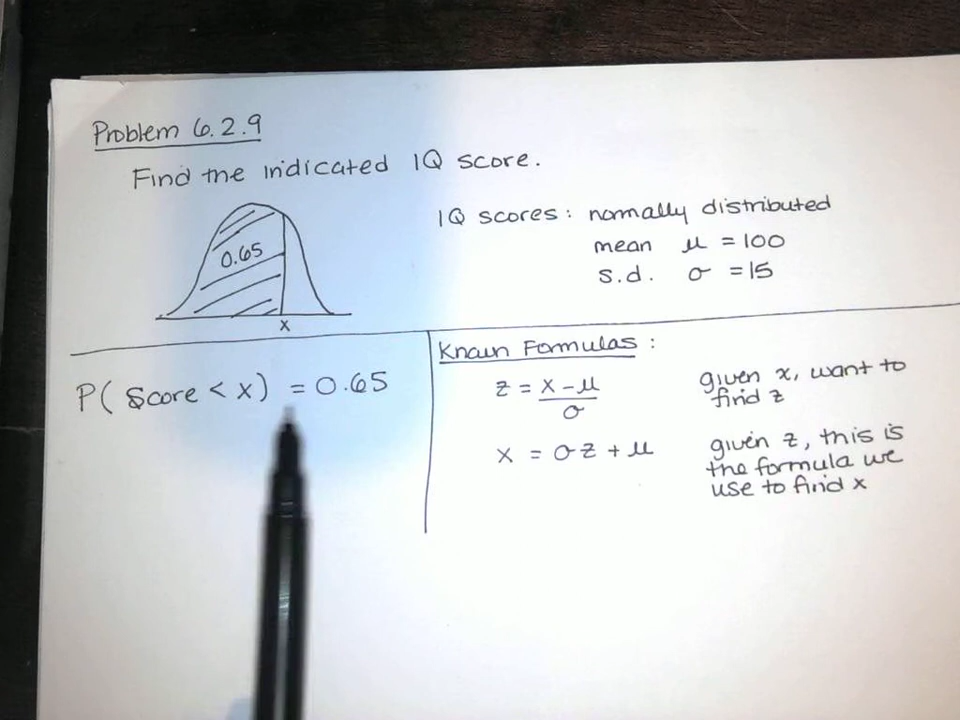 Problem 6.2.9
Find the indicated IQ score.
0.65
x
IQ scores: normally distributed
mean μ = 100
s.d. σ = 15
P( Score < x) = 0.65
Known Formulas:
z = x - μ
σ
given x, want to
find z
x = σz + μ
given z, this is
the formula we
use to find x